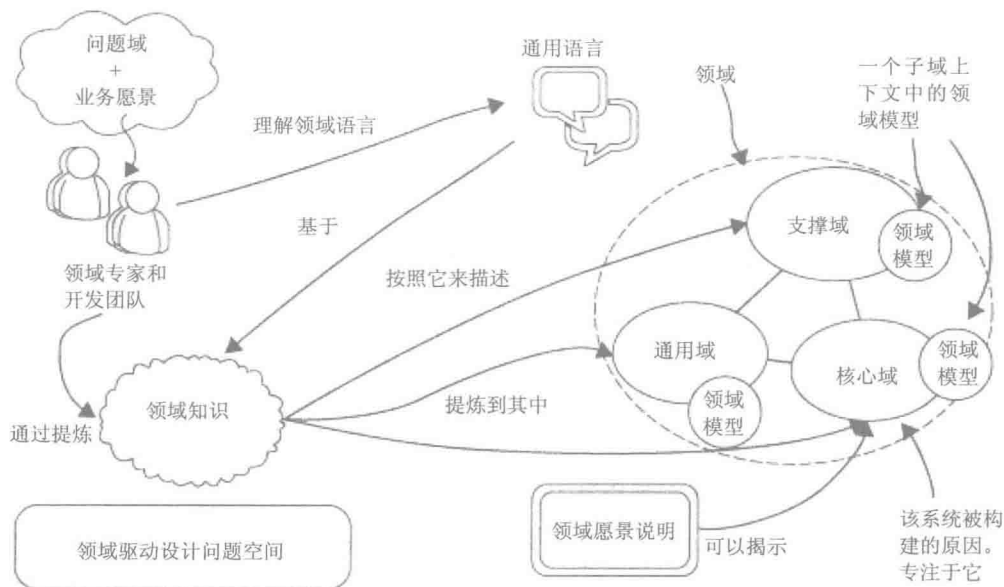 问题域
+
业务愿景
通用语言
领域
一个子域上
下文中的领
域模型
理解领域语言
基于
领域专家和
开发团队
按照它来描述
支撑域
领域
模型
通用域
领域
模型
核心域
领域
模型
领域知识
通过提炼
提炼到其中
领域驱动设计问题空间
领域愿景说明
可以揭示
该系统被构
建的原因。
专注于它